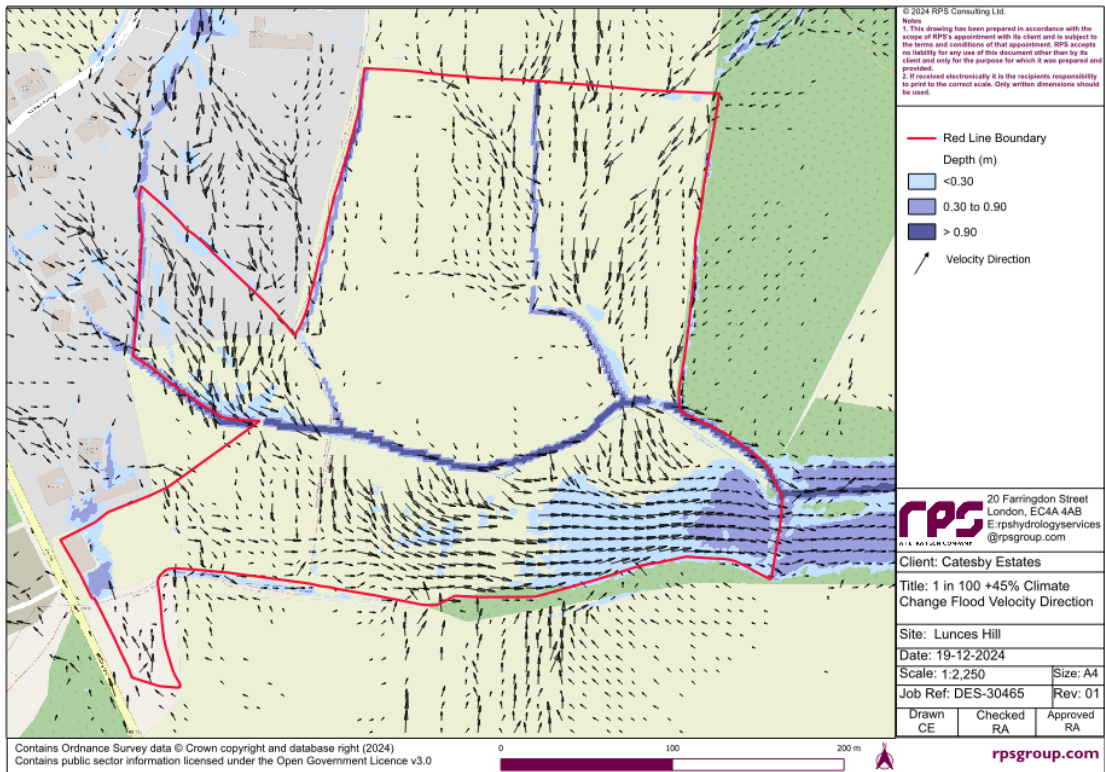 © 2024 RPS Consulting Ltd.
Notes
1. This drawing has been prepared in accordance with the
scope of RPS's appointment with its client and is subject to
the terms and conditions of that appointment. RPS accepts
no liability for any use of this document other than by its
client and only for the purpose for which it was prepared and
provided.
2. If received electronically it is the recipients responsibility
to print to the correct scale. Only written dimensions should
be used.
Red Line Boundary
Depth (m)
<0.30
0.30 to 0.90
> 0.90
Velocity Direction
rps
20 Farringdon Street
London, EC4A 4AB
E:rpshydrologyservices
@rpsgroup.com
Client: Catesby Estates
Title: 1 in 100 +45% Climate
Change Flood Velocity Direction
Site: Lunces Hill
Date: 19-12-2024
Scale: 1:2,250
Size: A4
Job Ref: DES-30465
Rev: 01
Drawn
CE
Checked
RA
Approved
RA
Contains Ordnance Survey data © Crown copyright and database right (2024)
Contains public sector information licensed under the Open Government Licence v3.0
0
100
200 m
N
rpsgroup.com